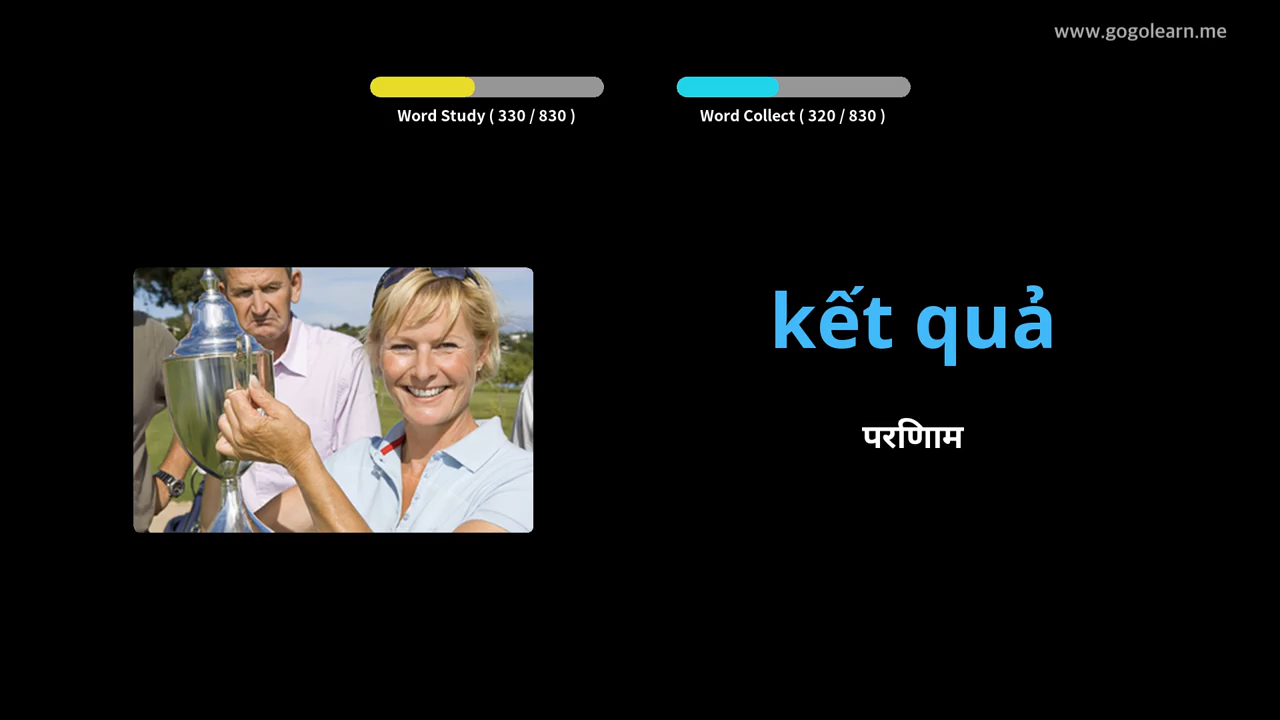 www.gogolearn.me
Word Study ( 330 / 830 )
Word Collect ( 320 / 830 )
kết quả
परिणाम